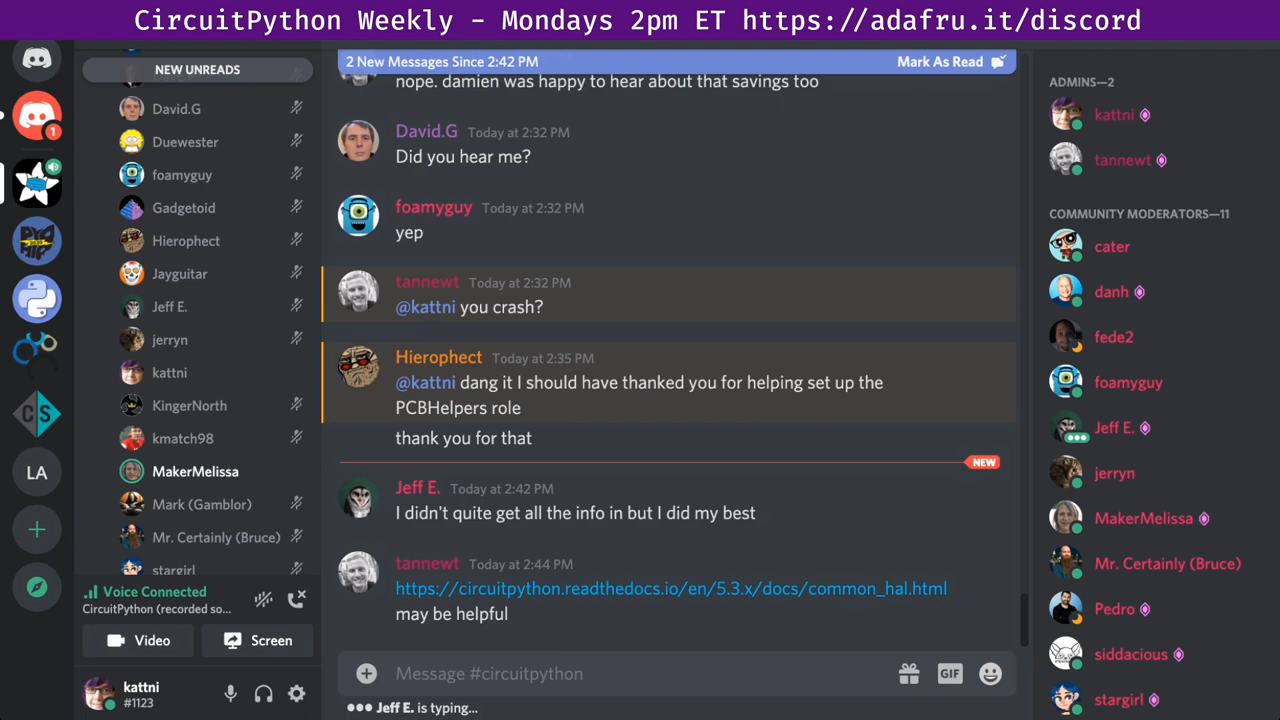 CircuitPython Weekly - Mondays 2pm ET https://adafru.it/discord
NEW UNREADS
David.G
Duewester
foamyguy
Gadgetoid
Hierophect
Jayguitar
Jeff E.
jerryn
kattni
KingerNorth
kmatch98
MakerMelissa
Mark (Gamblor)
Mr. Certainly (Bruce)
stargirl
Voice Connected
CircuitPython (recorded so...
Video
Screen
kattni
#1123
1
CS
LA
2 New Messages Since 2:42 PM
Mark As Read
nope. damien was happy to hear about that savings too
David.G Today at 2:32 PM
Did you hear me?
foamyguy Today at 2:32 PM
yep
tannewt Today at 2:32 PM
@kattni you crash?
Hierophect Today at 2:35 PM
@kattni dang it I should have thanked you for helping set up the
PCBHelpers role
thank you for that
NEW
Jeff E. Today at 2:42 PM
I didn't quite get all the info in but I did my best
tannewt Today at 2:44 PM
https://circuitpython.readthedocs.io/en/5.3.x/docs/common_hal.html
may be helpful
Message #circuitpython
GIF
Jeff E. is typing...
ADMINS—2
kattni
tannewt
COMMUNITY MODERATORS—11
cater
danh
fede2
foamyguy
Jeff E.
jerryn
MakerMelissa
Mr. Certainly (Bruce)
Pedro
siddacious
stargirl